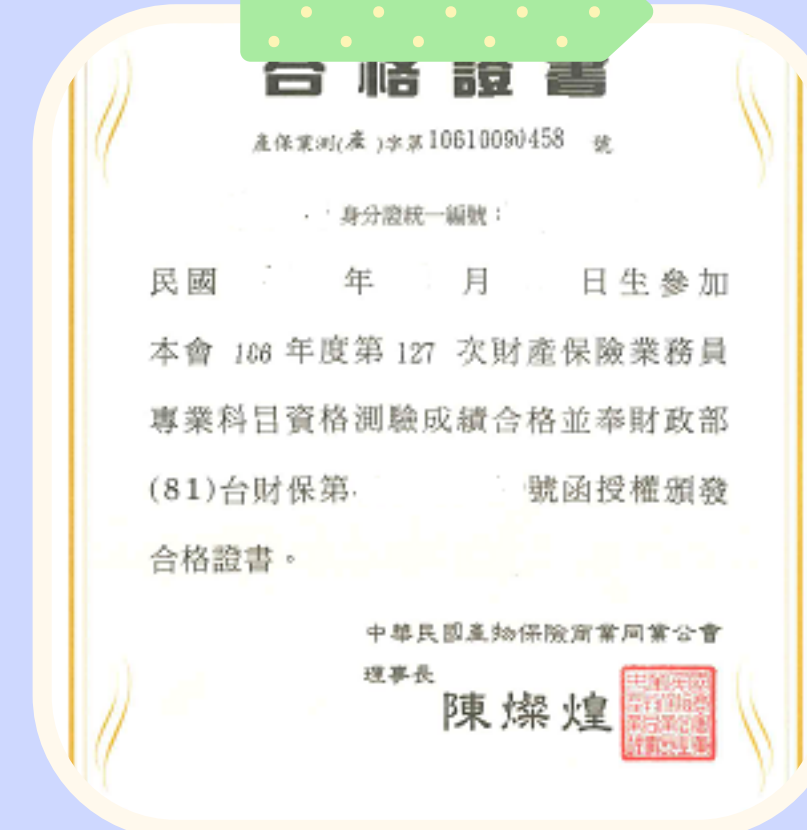 合格證書
產保業測(產 )字第10610090458 號
身分證統一編號：
民國 年 月 日生參加
本會 106 年度第 127 次財產保險業務員
專業科目資格測驗成績合格並奉財政部
(81)台財保第 號函授權頒發
合格證書。
中華民國產物保險商業同業公會
理事長
陳燦煌